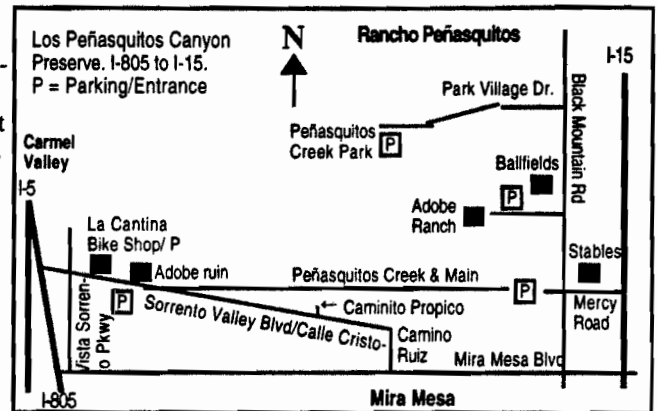 Los Peñasquitos Canyon
Preserve. I-805 to I-15.
P = Parking/Entrance
N
Rancho Peñasquitos
I-15
Park Village Dr.
Black Mountain Rd
Peñasquitos
Creek Park P
Carmel
Valley
I-5
Ballfields
P
Adobe
Ranch
La Cantina
Bike Shop/ P
Adobe ruin
Stables
Peñasquitos Creek & Main
P
P
Mercy
Road
Vista Sorren-
to Pkwy
Sorrento Valley Blvd/Calle Cristo-
← Caminito Propico
Camino
Ruiz
Mira Mesa Blvd
I-805
Mira Mesa